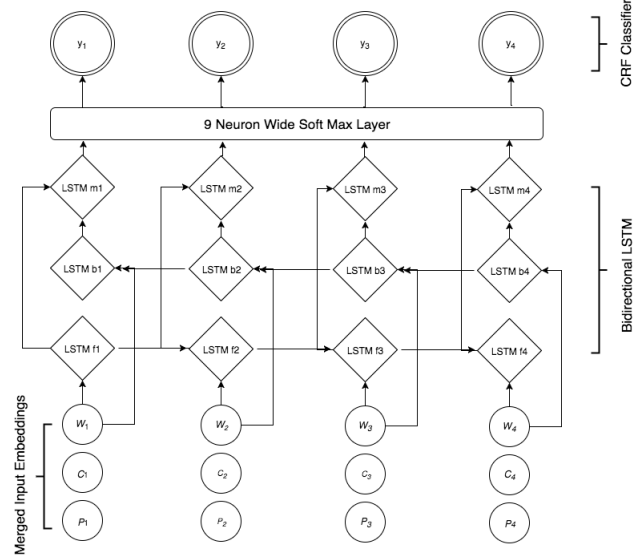 y1
y2
y3
y4
CRF Classifier
9 Neuron Wide Soft Max Layer
LSTM m1
LSTM m2
LSTM m3
LSTM m4
LSTM b1
LSTM b2
LSTM b3
LSTM b4
Bidirectional LSTM
LSTM f1
LSTM f2
LSTM f3
LSTM f4
Merged Input Embeddings
W1
W2
W3
W4
C1
C2
C3
C4
P1
P2
P3
P4